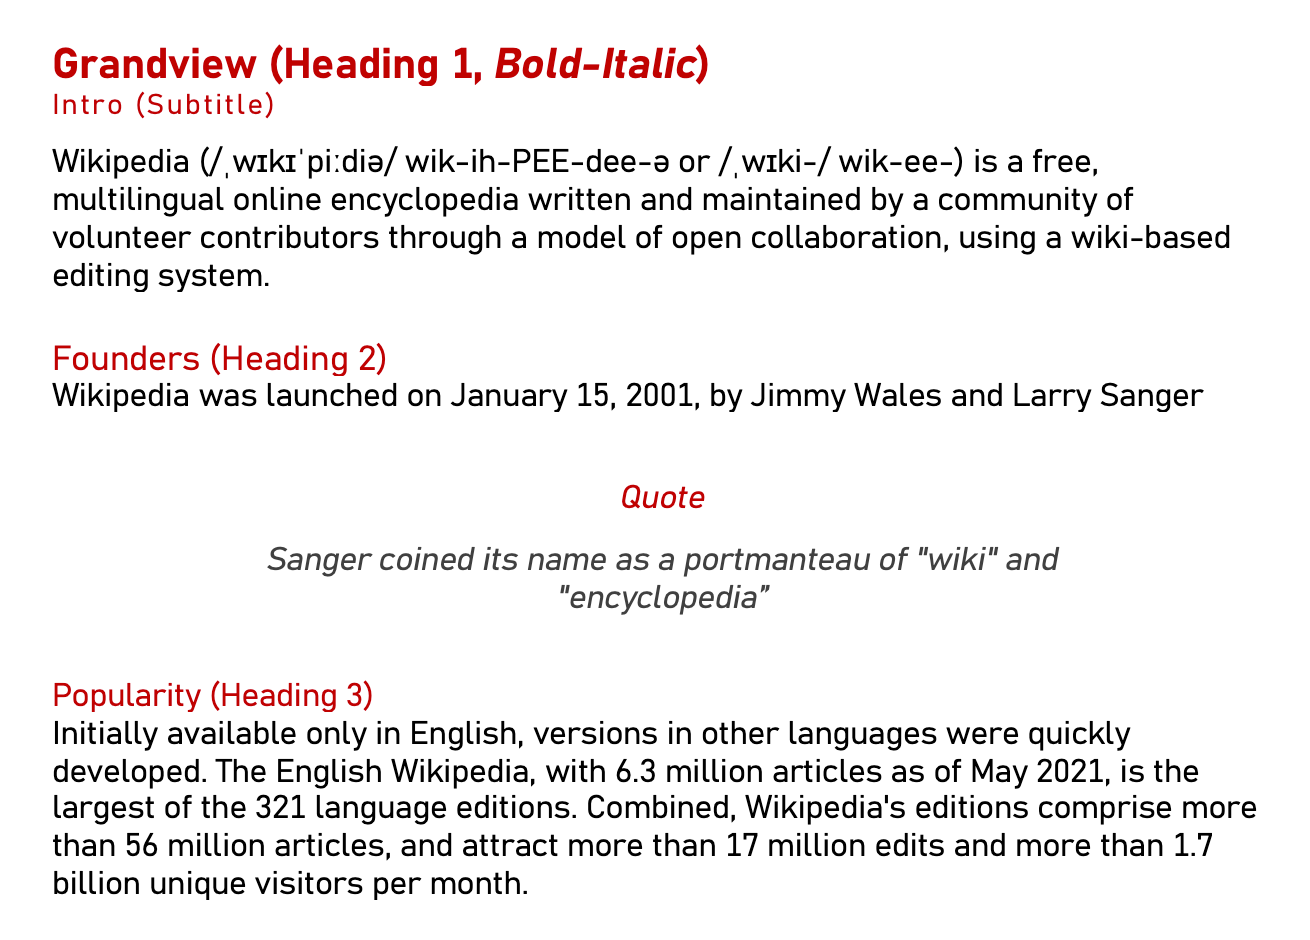 Grandview (Heading 1, Bold-Italic)
Intro (Subtitle)
Wikipedia (/ˌwɪkɪˈpiːdiə/ wik-ih-PEE-dee-ə or /ˌwɪki-/ wik-ee-) is a free,
multilingual online encyclopedia written and maintained by a community of
volunteer contributors through a model of open collaboration, using a wiki-based
editing system.
Founders (Heading 2)
Wikipedia was launched on January 15, 2001, by Jimmy Wales and Larry Sanger
Quote
Sanger coined its name as a portmanteau of "wiki" and
"encyclopedia”
Popularity (Heading 3)
Initially available only in English, versions in other languages were quickly
developed. The English Wikipedia, with 6.3 million articles as of May 2021, is the
largest of the 321 language editions. Combined, Wikipedia's editions comprise more
than 56 million articles, and attract more than 17 million edits and more than 1.7
billion unique visitors per month.